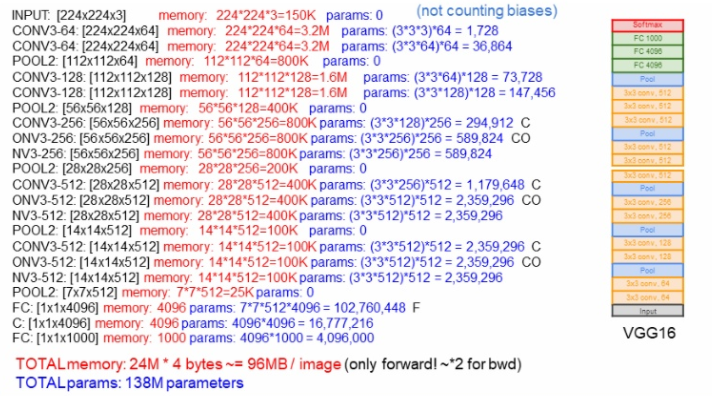 INPUT: [224x224x3] memory: 224*224*3=150K params: 0 (not counting biases)
CONV3-64: [224x224x64] memory: 224*224*64=3.2M params: (3*3*3)*64 = 1,728
CONV3-64: [224x224x64] memory: 224*224*64=3.2M params: (3*3*64)*64 = 36,864
POOL2: [112x112x64] memory: 112*112*64=800K params: 0
CONV3-128: [112x112x128] memory: 112*112*128=1.6M params: (3*3*64)*128 = 73,728
CONV3-128: [112x112x128] memory: 112*112*128=1.6M params: (3*3*128)*128 = 147,456
POOL2: [56x56x128] memory: 56*56*128=400K params: 0
CONV3-256: [56x56x256] memory: 56*56*256=800K params: (3*3*128)*256 = 294,912 C
ONV3-256: [56x56x256] memory: 56*56*256=800K params: (3*3*256)*256 = 589,824 CO
NV3-256: [56x56x256] memory: 56*56*256=800K params: (3*3*256)*256 = 589,824
POOL2: [28x28x256] memory: 28*28*256=200K params: 0
CONV3-512: [28x28x512] memory: 28*28*512=400K params: (3*3*256)*512 = 1,179,648 C
ONV3-512: [28x28x512] memory: 28*28*512=400K params: (3*3*512)*512 = 2,359,296 CO
NV3-512: [28x28x512] memory: 28*28*512=400K params: (3*3*512)*512 = 2,359,296
POOL2: [14x14x512] memory: 14*14*512=100K params: 0
CONV3-512: [14x14x512] memory: 14*14*512=100K params: (3*3*512)*512 = 2,359,296 C
ONV3-512: [14x14x512] memory: 14*14*512=100K params: (3*3*512)*512 = 2,359,296 CO
NV3-512: [14x14x512] memory: 14*14*512=100K params: (3*3*512)*512 = 2,359,296
POOL2: [7x7x512] memory: 7*7*512=25K params: 0
FC: [1x1x4096] memory: 4096 params: 7*7*512*4096 = 102,760,448 F
C: [1x1x4096] memory: 4096 params: 4096*4096 = 16,777,216
FC: [1x1x1000] memory: 1000 params: 4096*1000 = 4,096,000
TOTAL memory: 24M * 4 bytes ~= 96MB / image (only forward! ~*2 for bwd)
TOTAL params: 138M parameters
Softmax
FC 1000
FC 4096
FC 4096
Pool
3x3 conv, 512
3x3 conv, 512
3x3 conv, 512
Pool
3x3 conv, 512
3x3 conv, 512
3x3 conv, 512
Pool
3x3 conv, 256
3x3 conv, 256
Pool
3x3 conv, 128
3x3 conv, 128
Pool
3x3 conv, 64
3x3 conv, 64
Input
VGG16